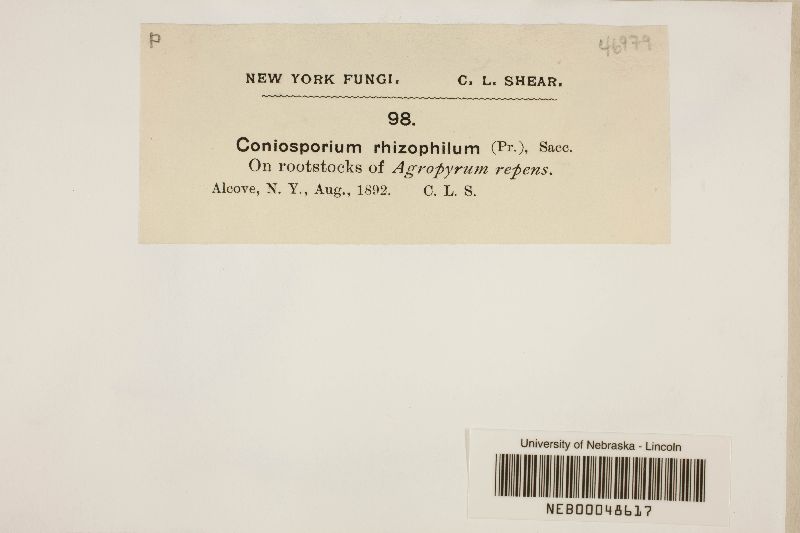 P 46979
NEW YORK FUNGI. C. L. SHEAR.
98.
Coniosporium rhizophilum (Pr.), Sacc.
On rootstocks of Agropyrum repens.
Alcove, N. Y., Aug., 1892. C. L. S.
University of Nebraska - Lincoln
NEB00048617